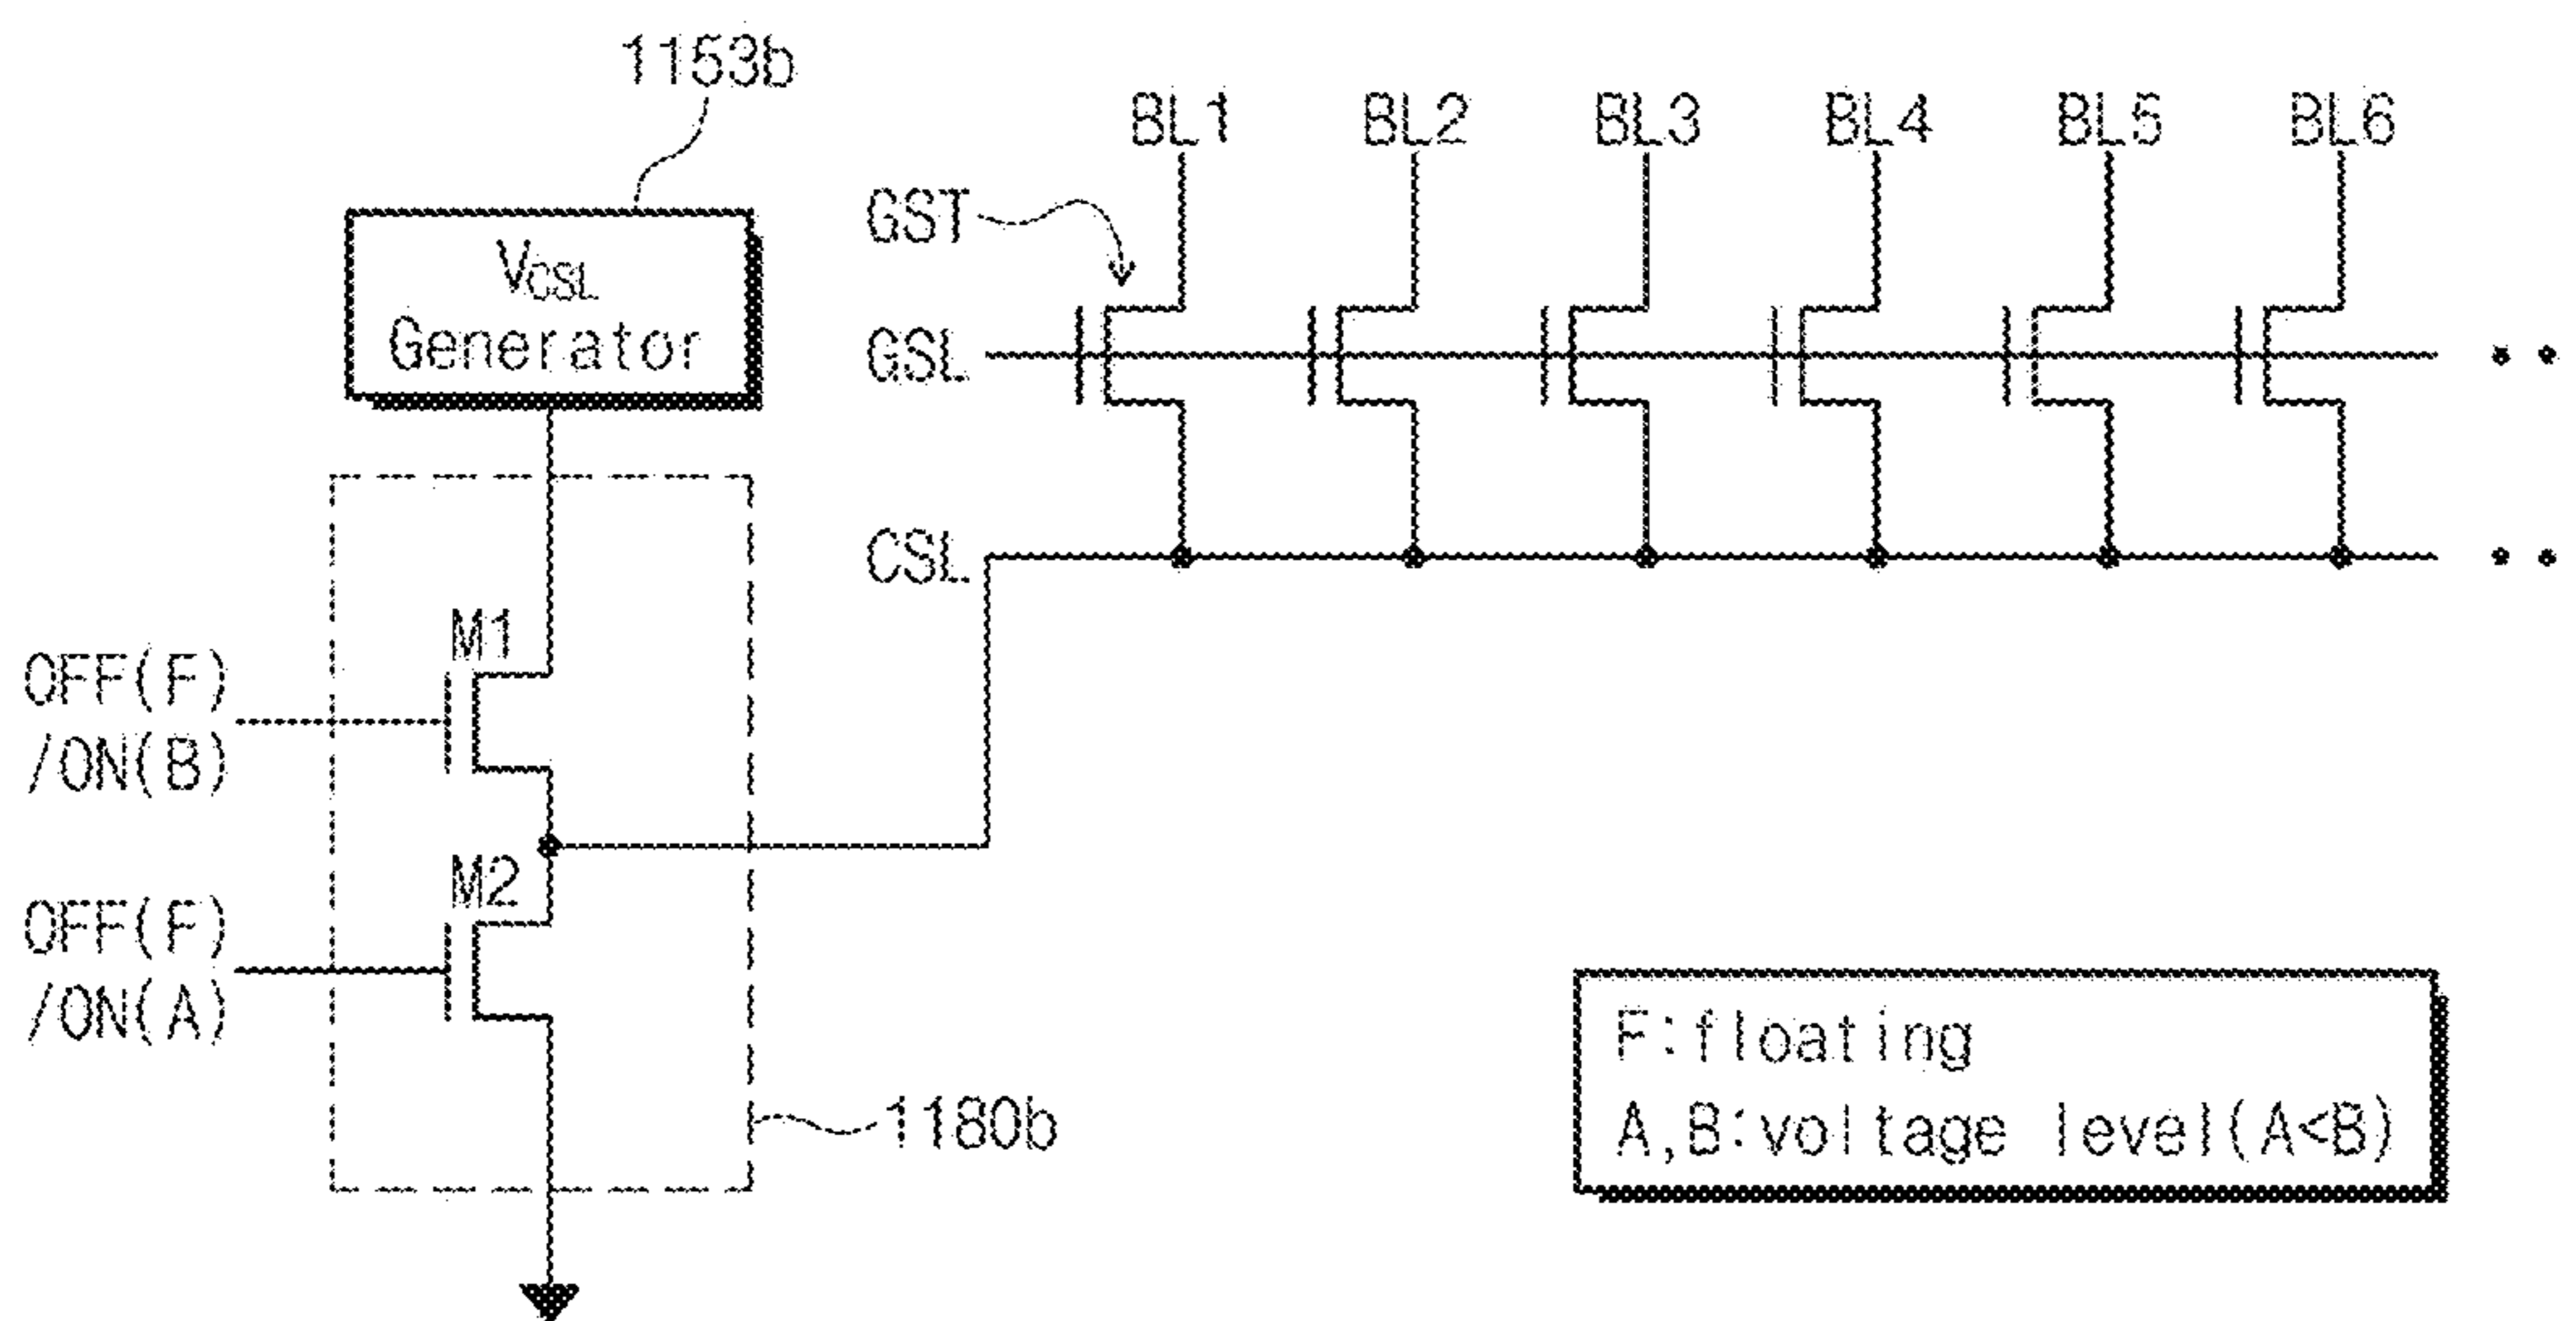 1153b
BL1 BL2 BL3 BL4 BL5 BL6
GST
VCSL
Generator
GSL
CSL
M1
OFF(F)
/ON(B)
M2
OFF(F)
/ON(A)
1180b
F:floating
A,B:voltage level(A<B)